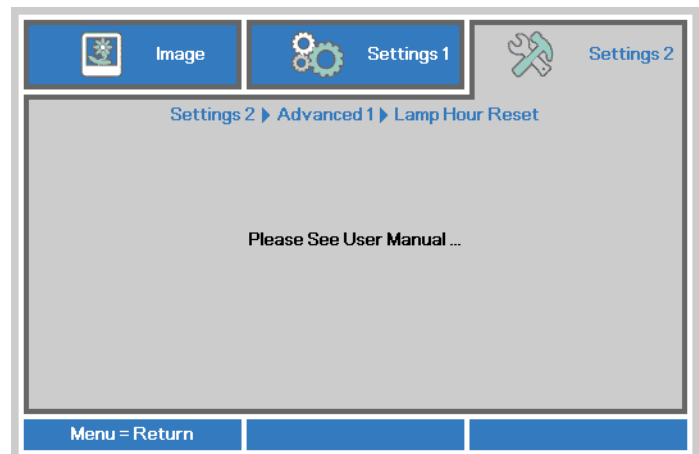 Image
Settings 1
Settings 2
Settings 2 ▶ Advanced 1 ▶ Lamp Hour Reset
Please See User Manual ...
Menu = Return